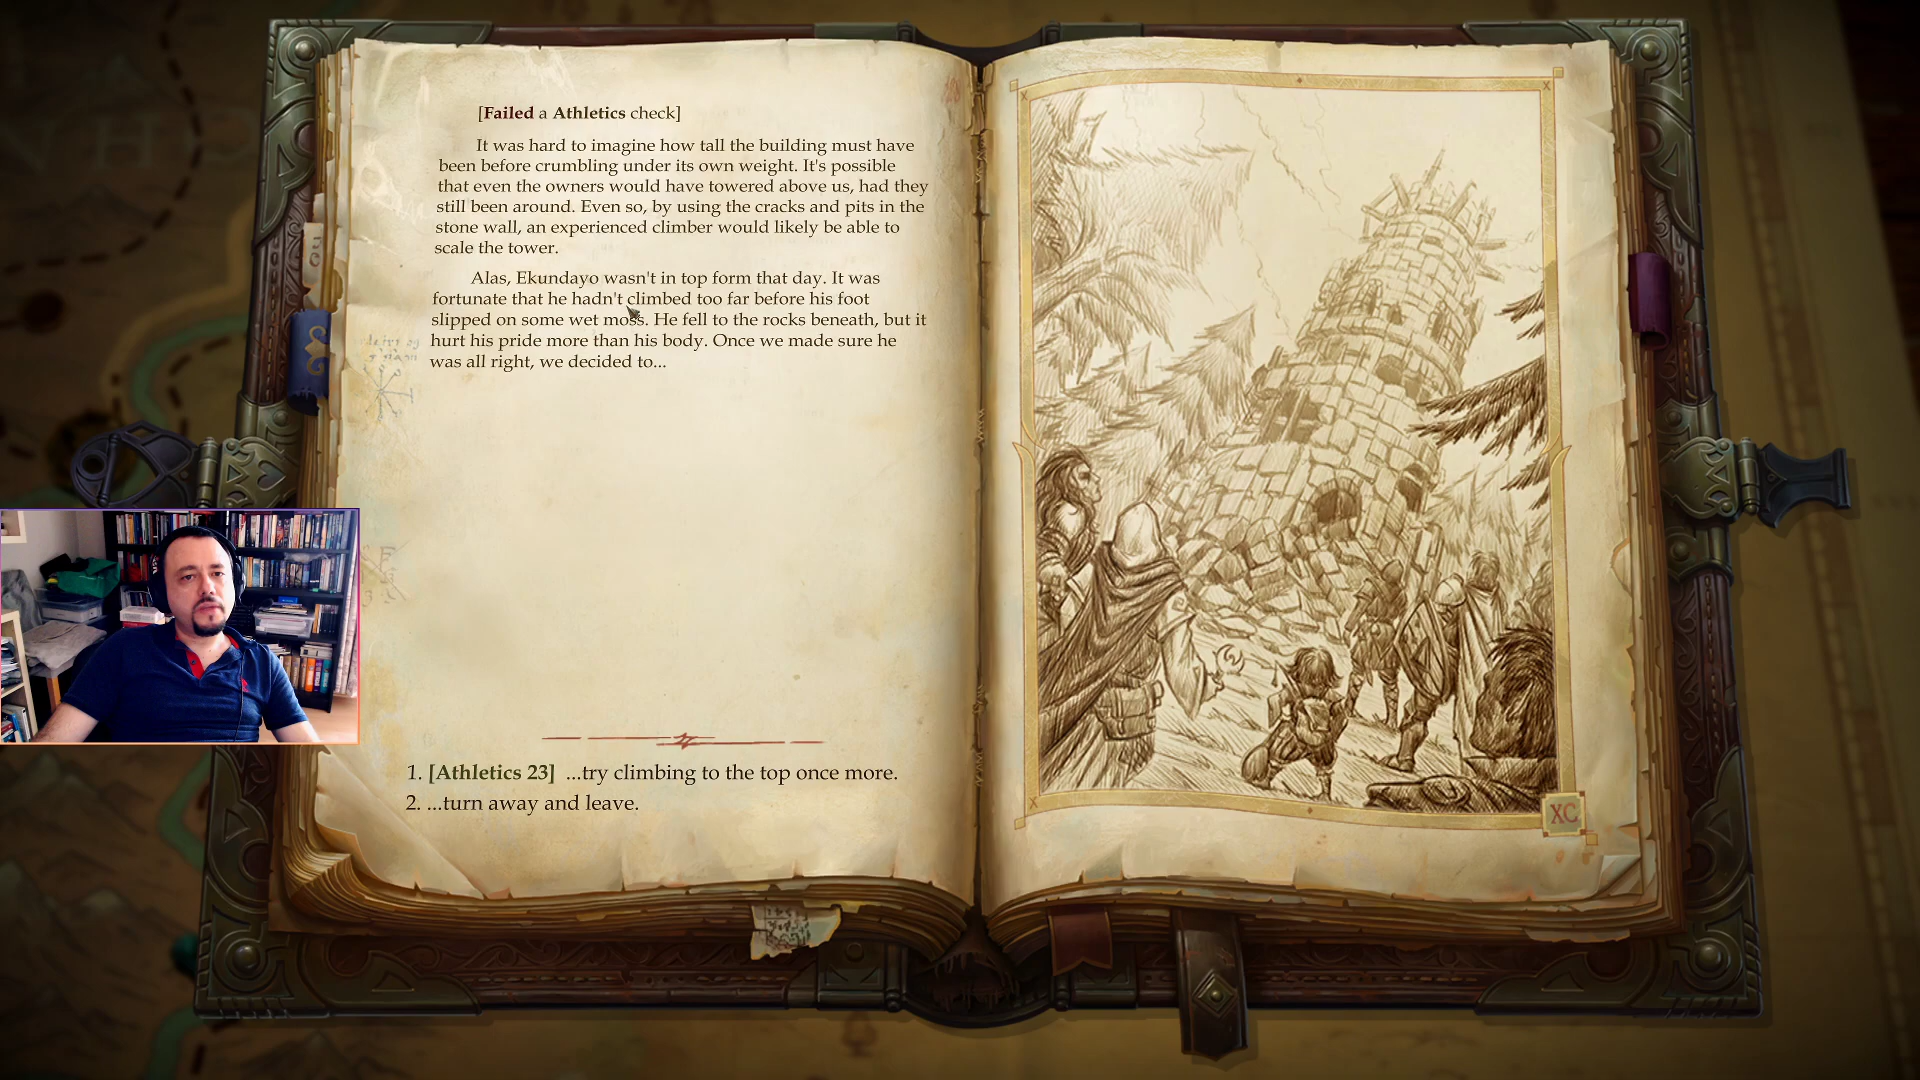 [Failed a Athletics check]
It was hard to imagine how tall the building must have
been before crumbling under its own weight. It's possible
that even the owners would have towered above us, had they
still been around. Even so, by using the cracks and pits in the
stone wall, an experienced climber would likely be able to
scale the tower.
Alas, Ekundayo wasn't in top form that day. It was
fortunate that he hadn't climbed too far before his foot
slipped on some wet moss. He fell to the rocks beneath, but it
hurt his pride more than his body. Once we made sure he
was all right, we decided to...
1. [Athletics 23] ...try climbing to the top once more.
2. ...turn away and leave.
XC